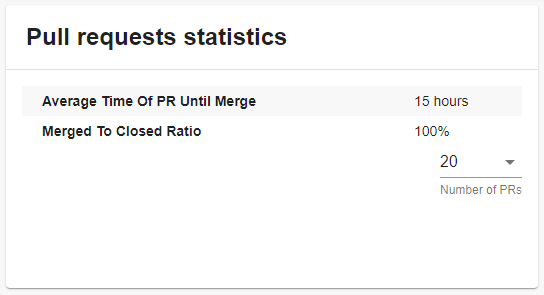 Pull requests statistics
Average Time Of PR Until Merge 15 hours
Merged To Closed Ratio 100%
20
Number of PRs